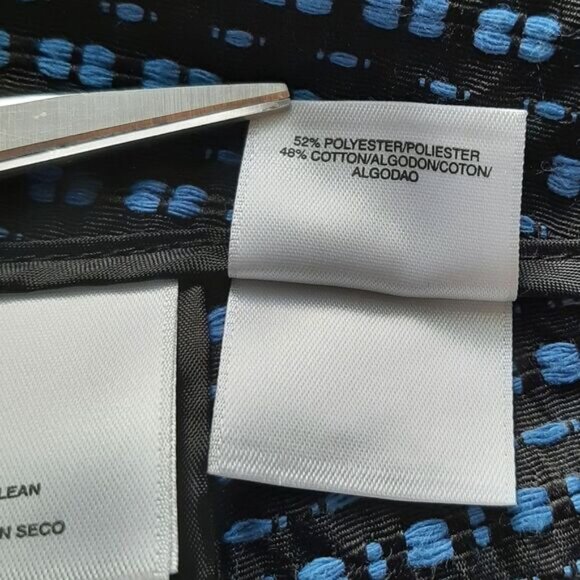 52% POLYESTER/POLIESTER
48% COTTON/ALGODON/COTON/
ALGODAO
LEAN
N SECO